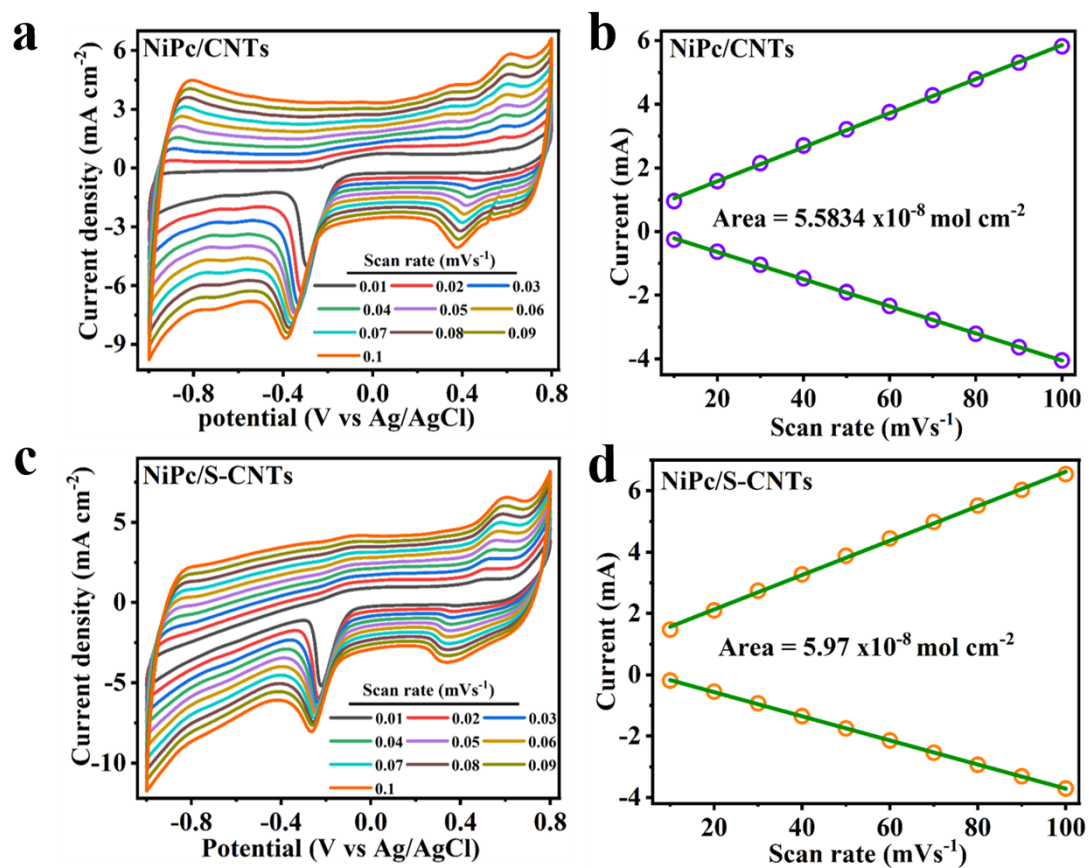 a
NiPc/CNTs
Current density (mA cm⁻²)
6
3
0
-3
-6
-9
Scan rate (mVs⁻¹)
0.01 0.02 0.03
0.04 0.05 0.06
0.07 0.08 0.09
0.1
-0.8 -0.4 0.0 0.4 0.8
potential (V vs Ag/AgCl)
b
NiPc/CNTs
Current (mA)
6
4
2
0
-2
-4
Area = 5.5834 x10⁻⁸ mol cm⁻²
20 40 60 80 100
Scan rate (mVs⁻¹)
c
NiPc/S-CNTs
Current density (mA cm⁻²)
5
0
-5
-10
Scan rate (mVs⁻¹)
0.01 0.02 0.03
0.04 0.05 0.06
0.07 0.08 0.09
0.1
-0.8 -0.4 0.0 0.4 0.8
Potential (V vs Ag/AgCl)
d
NiPc/S-CNTs
Current (mA)
6
4
2
0
-2
-4
Area = 5.97 x10⁻⁸ mol cm⁻²
20 40 60 80 100
Scan rate (mVs⁻¹)